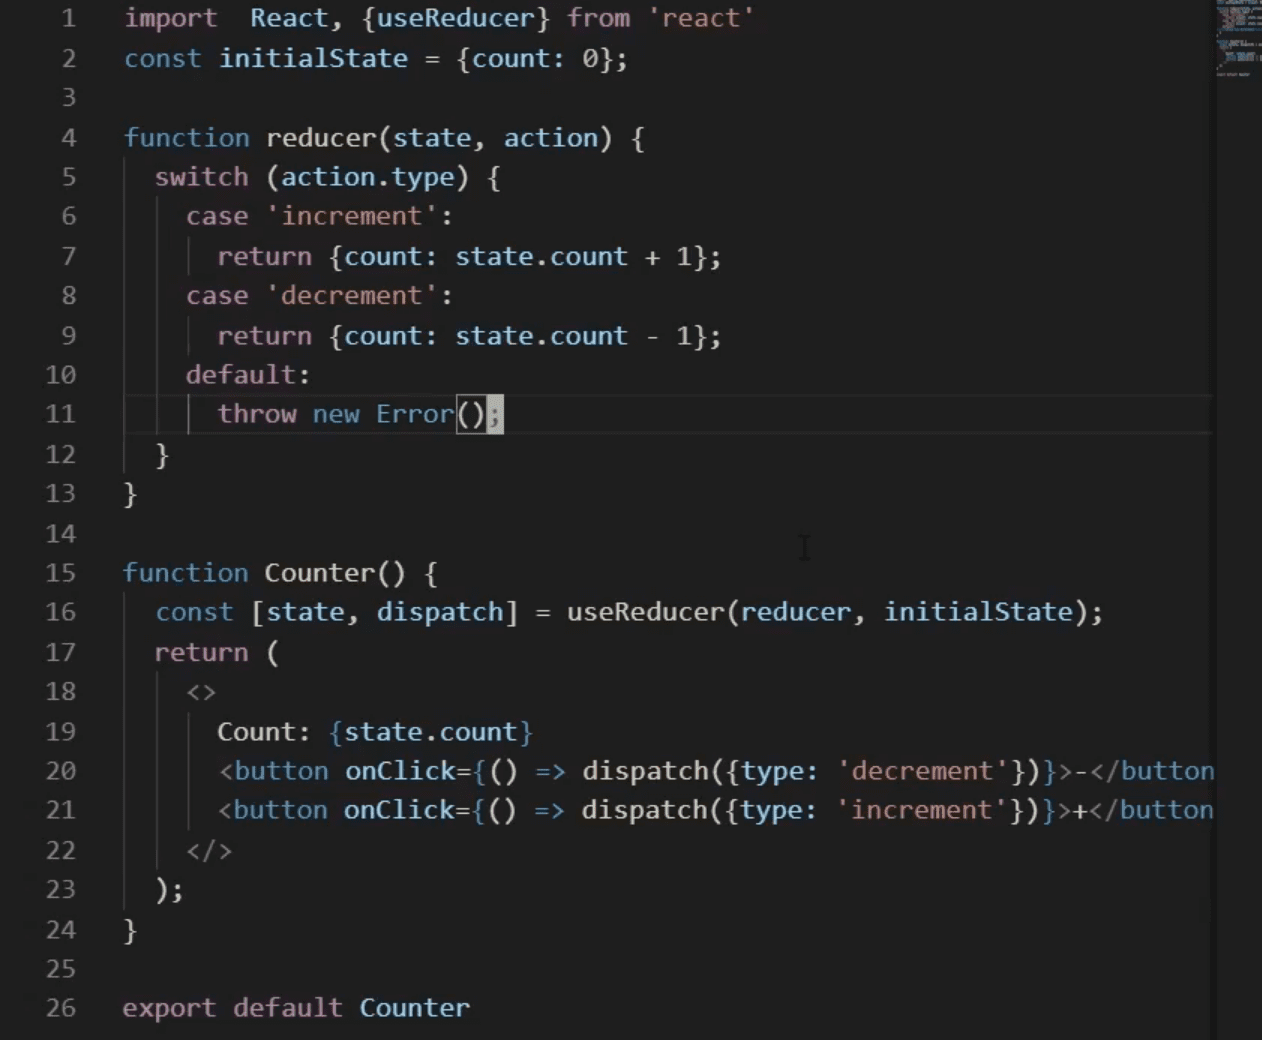 1 import  React, {useReducer} from 'react'
2 const initialState = {count: 0};
3
4 function reducer(state, action) {
5   switch (action.type) {
6     case 'increment':
7       return {count: state.count + 1};
8     case 'decrement':
9       return {count: state.count - 1};
10     default:
11       throw new Error();
12   }
13 }
14
15 function Counter() {
16   const [state, dispatch] = useReducer(reducer, initialState);
17   return (
18     <>
19       Count: {state.count}
20       <button onClick={() => dispatch({type: 'decrement'})}>-</button
21       <button onClick={() => dispatch({type: 'increment'})}>+</button
22     </>
23   );
24 }
25
26 export default Counter